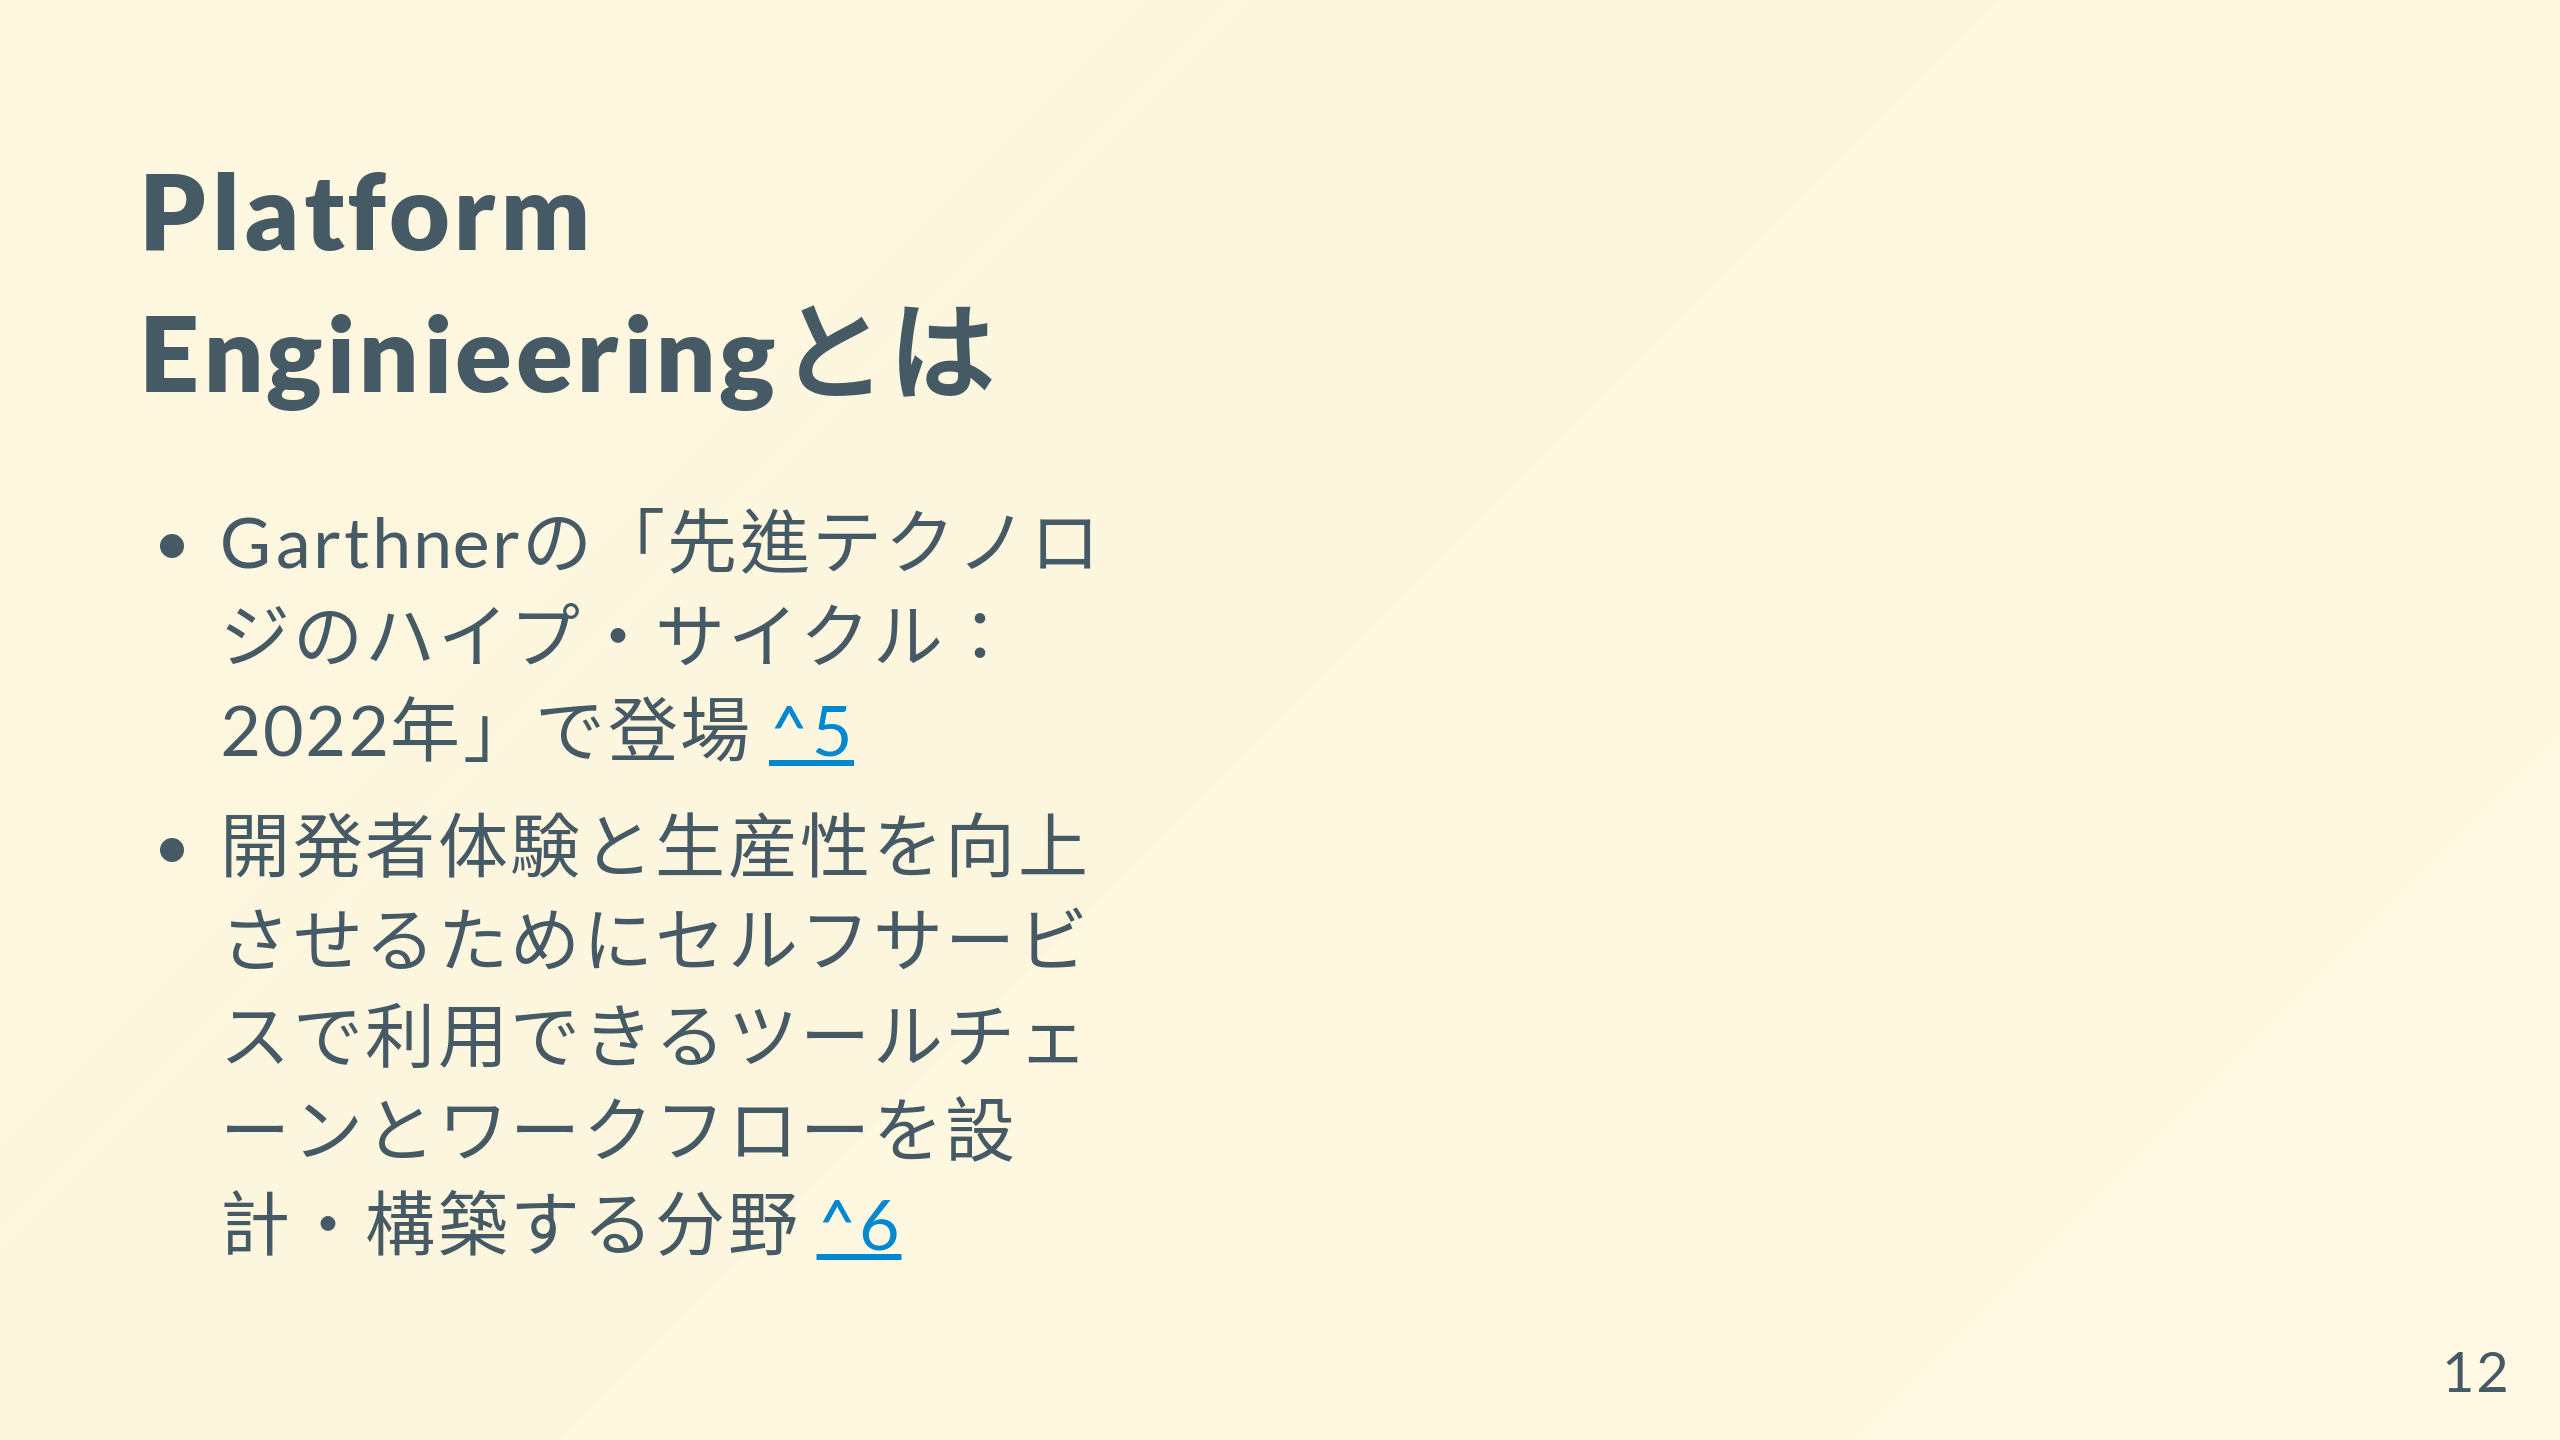 Platform
Enginieeringとは
• Garthnerの「先進テクノロ
ジのハイプ・サイクル：
2022年」で登場 ^5
• 開発者体験と生産性を向上
させるためにセルフサービ
スで利用できるツールチェ
ーンとワークフローを設
計・構築する分野 ^6
12